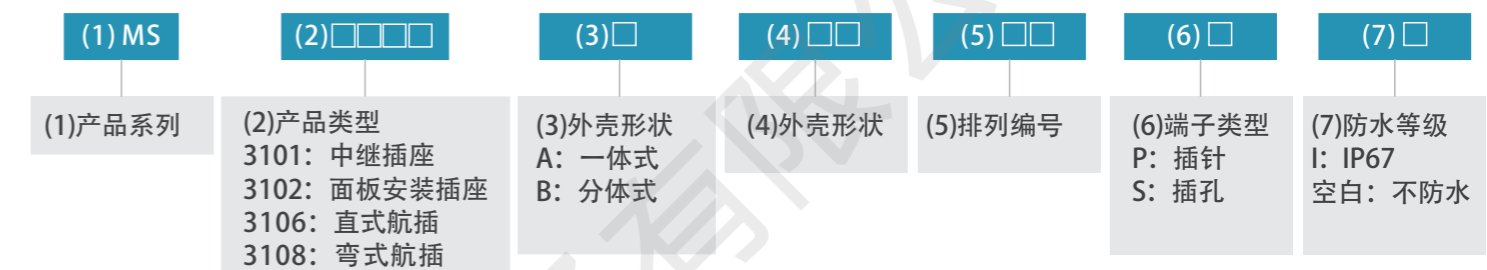 (1) MS
(2)□□□□
(3)□
(4) □□
(5) □□
(6) □
(7) □
(1)产品系列
(2)产品类型
3101：中继插座
3102：面板安装插座
3106：直式航插
3108：弯式航插
(3)外壳形状
A：一体式
B：分体式
(4)外壳形状
(5)排列编号
(6)端子类型
P：插针
S：插孔
(7)防水等级
I：IP67
空白：不防水
有限公